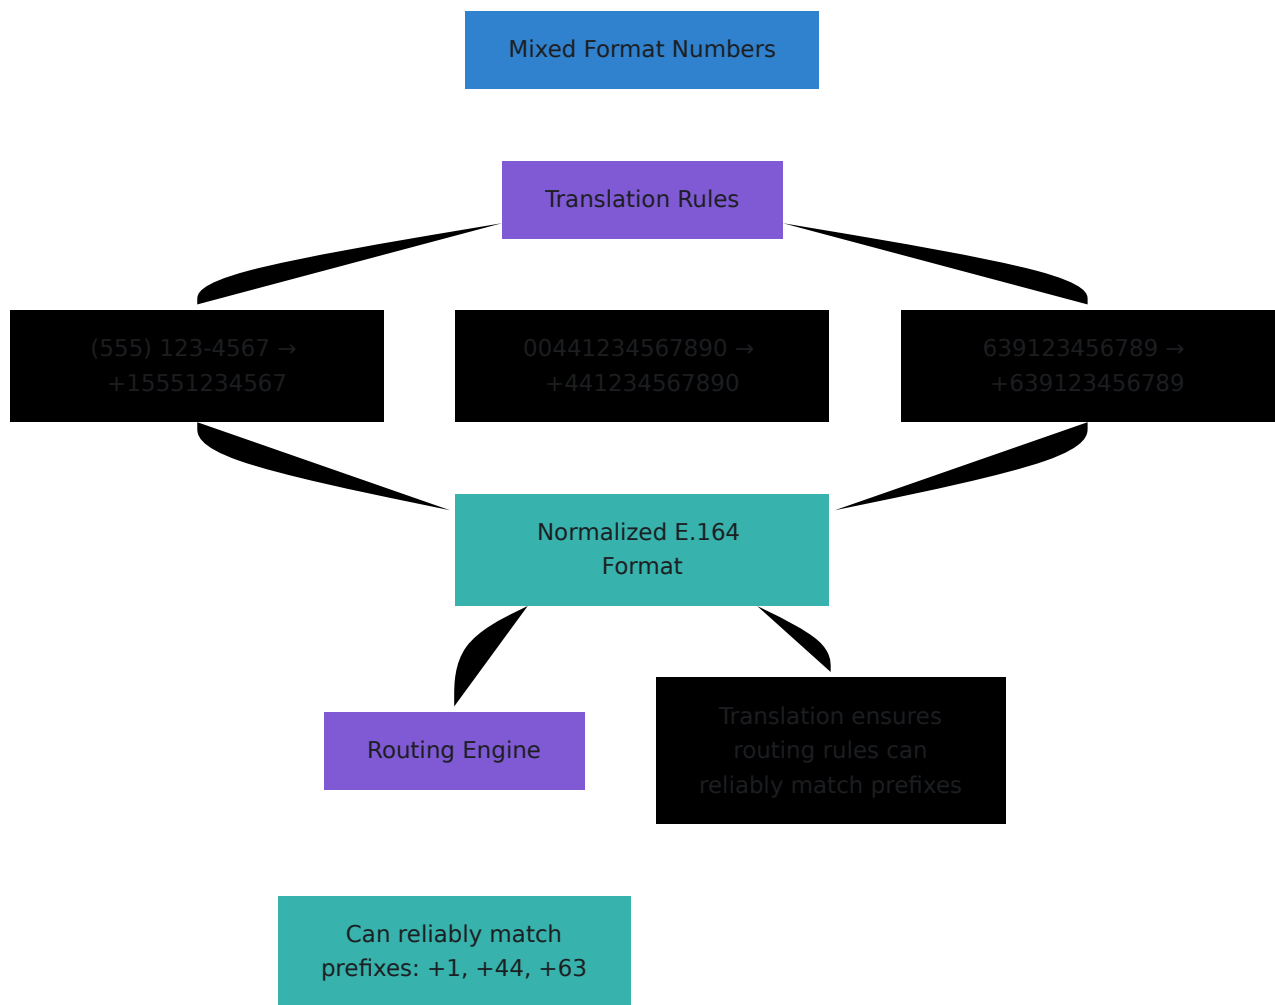 Mixed Format Numbers
Translation Rules
(555) 123-4567 →
+15551234567
00441234567890 →
+441234567890
639123456789 →
+639123456789
Normalized E.164
Format
Routing Engine
Translation ensures
routing rules can
reliably match prefixes
Can reliably match
prefixes: +1, +44, +63